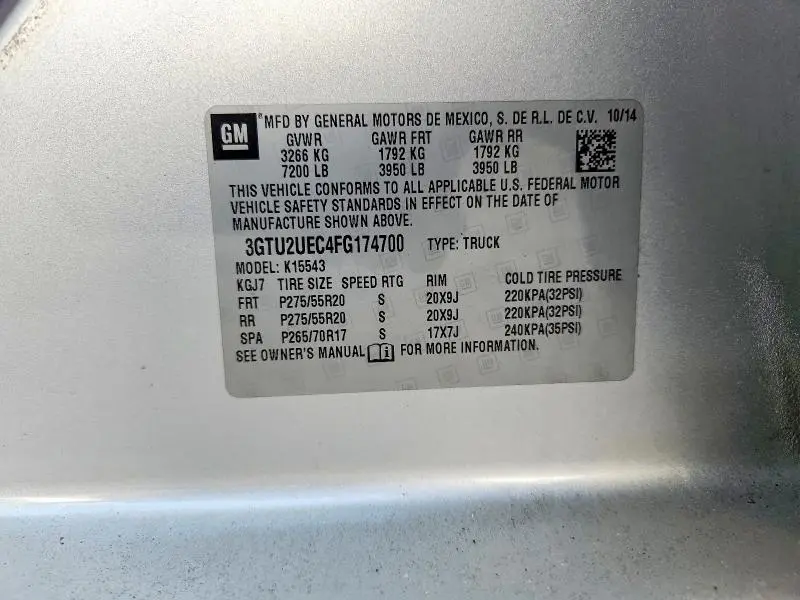 GM
®MFD BY GENERAL MOTORS DE MEXICO, S. DE R.L. DE C.V. 10/14
GVWR GAWR FRT GAWR RR
3266 KG 1792 KG 1792 KG
7200 LB 3950 LB 3950 LB
THIS VEHICLE CONFORMS TO ALL APPLICABLE U.S. FEDERAL MOTOR
VEHICLE SAFETY STANDARDS IN EFFECT ON THE DATE OF
MANUFACTURE SHOWN ABOVE.
3GTU2UEC4FG174700 TYPE: TRUCK
MODEL: K15543
KGJ7 TIRE SIZE SPEED RTG RIM COLD TIRE PRESSURE
FRT P275/55R20 S 20X9J 220KPA(32PSI)
RR P275/55R20 S 20X9J 220KPA(32PSI)
SPA P265/70R17 S 17X7J 240KPA(35PSI)
SEE OWNER'S MANUAL FOR MORE INFORMATION.